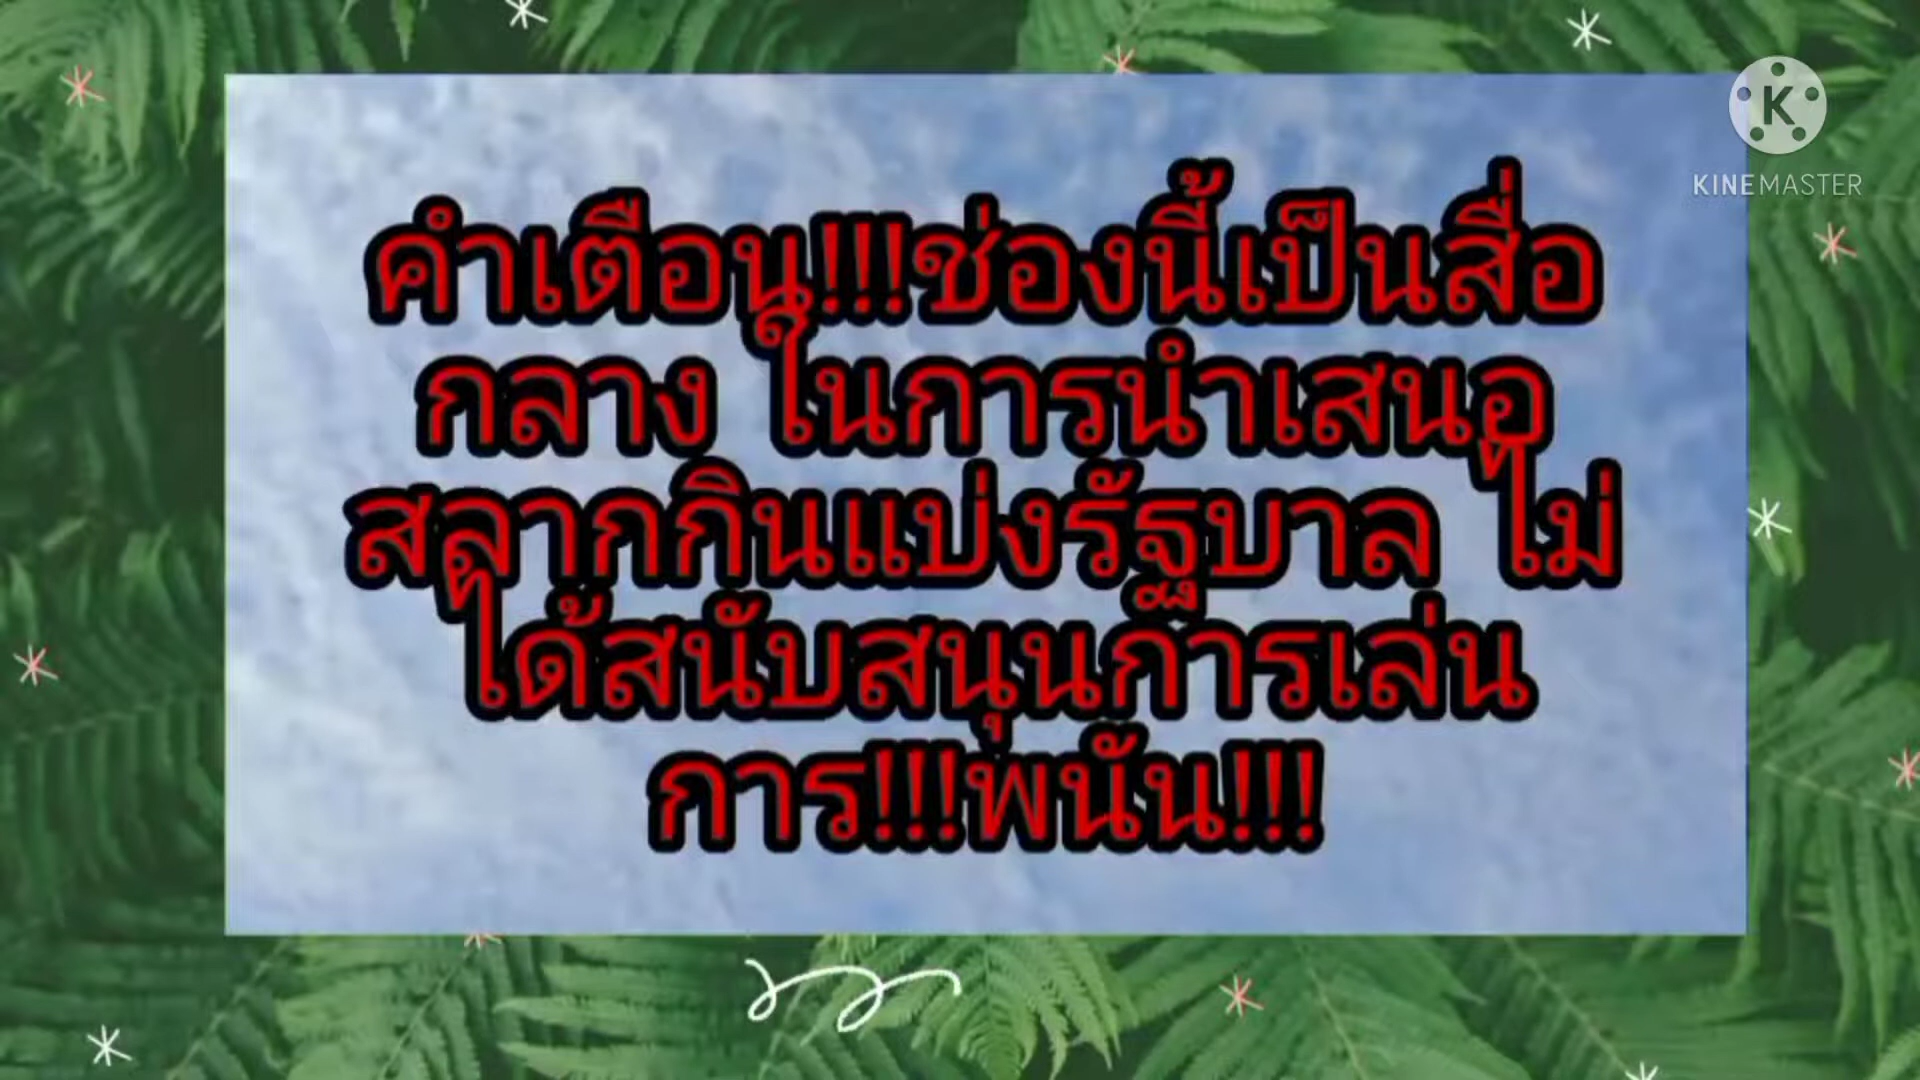 คำเตือน!!!ช่องนี้เป็นสื่อ
กลาง ในการนำเสนอ
สลากกินแบ่งรัฐบาล ไม่
ได้สนับสนุนการเล่น
การ!!!พนัน!!!
K
KINEMASTER